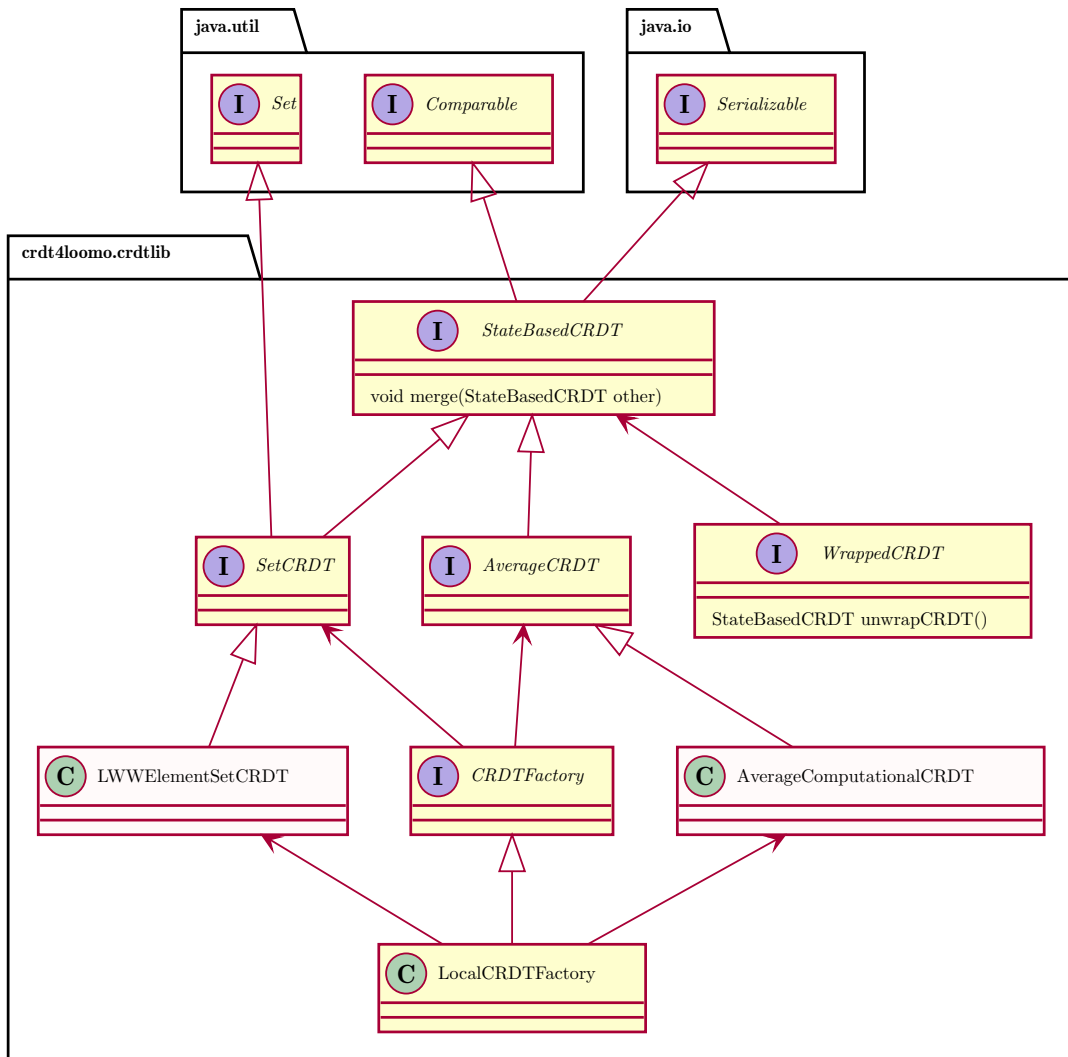 java.util
java.io
I Set
I Comparable
I Serializable
crdt4loomo.crdtlib
I StateBasedCRDT
void merge(StateBasedCRDT other)
I SetCRDT
I AverageCRDT
I WrappedCRDT
StateBasedCRDT unwrapCRDT()
C LWWElementSetCRDT
I CRDTFactory
C AverageComputationalCRDT
C LocalCRDTFactory